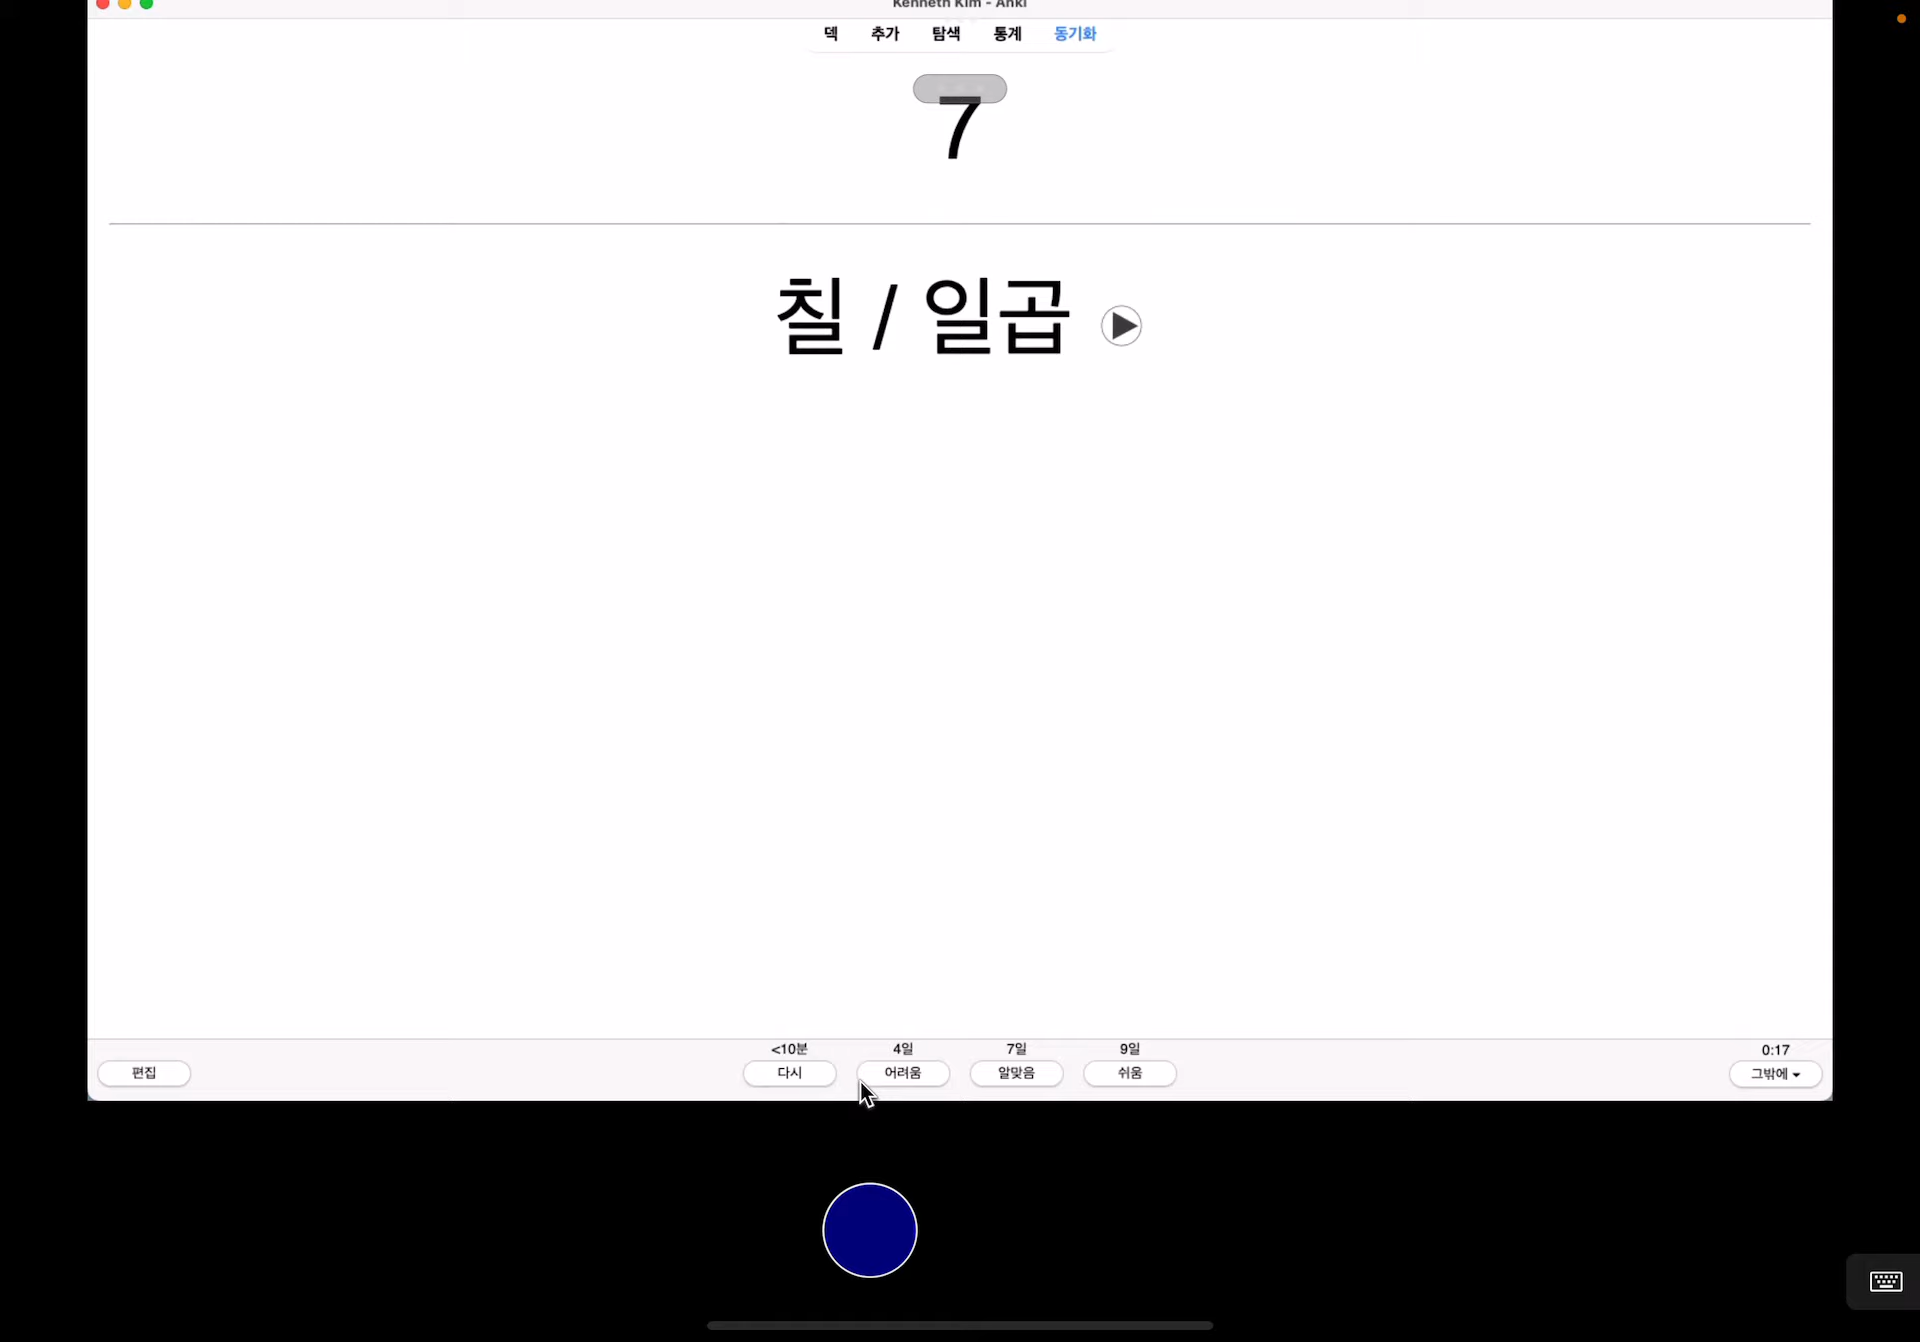 Kenneth Kim - Anki
덱 추가 탐색 통계 동기화
7
칠 / 일곱
<10분 4일 7일 9일 0:17
편집 다시 어려움 알맞음 쉬움 그밖에